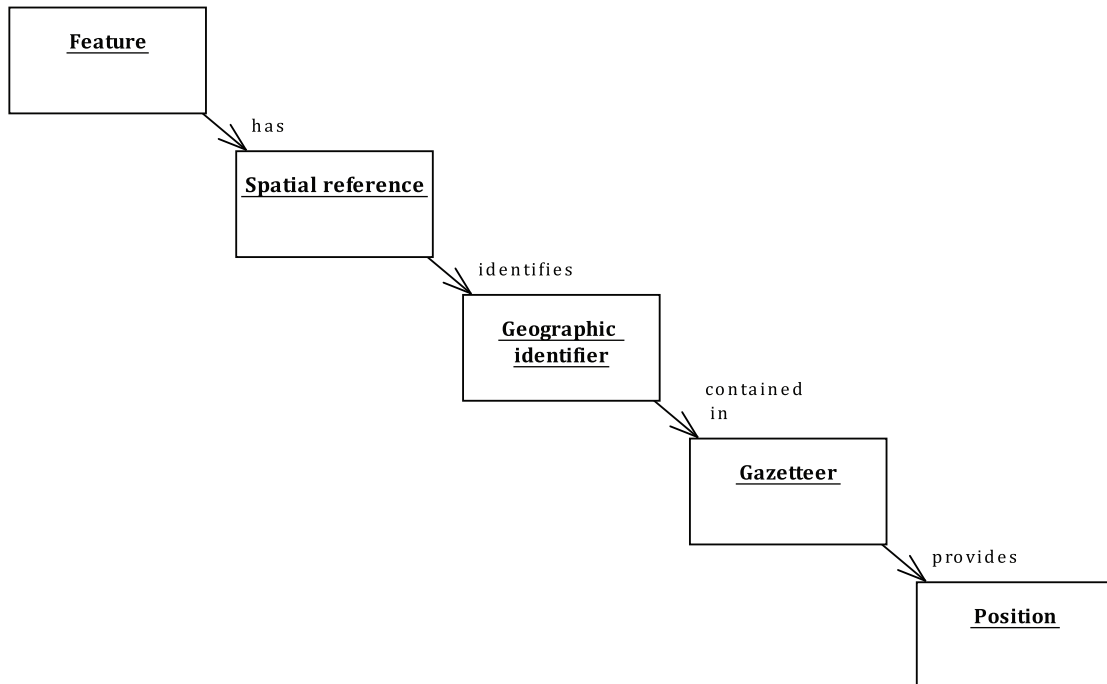 Feature
has
Spatial reference
identifies
Geographic
identifier
contained
in
Gazetteer
provides
Position